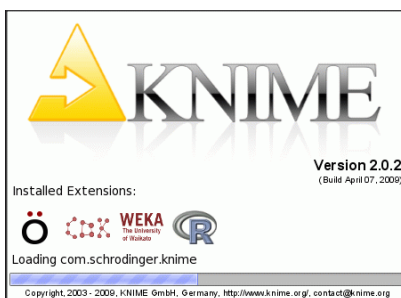 KNIME
Version 2.0.2
(Build April 07, 2009)
Installed Extensions:
ö CDK WEKA R
The University
of Waikato
Loading com.schrodinger.knime
Copyright, 2003 - 2009, KNIME GmbH, Germany, http://www.knime.org/, contact@knime.org